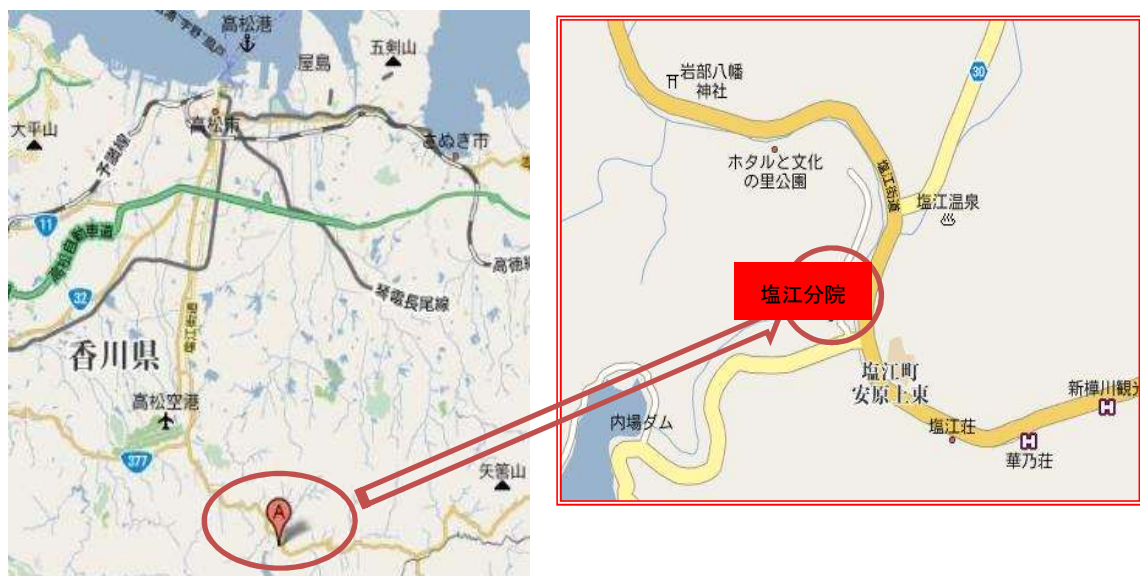 高松港
五剣山
屋島
大平山
高松市
さぬき市
予讃線
11
高松自動車道
高徳線
32
琴電長尾線
塩江街道
香川県
高松空港
377
矢筈山
A
岩部八幡
神社
30
ホタルと文化
の里公園
塩江街道
塩江温泉
塩江分院
塩江町
安原上東
新樺川観光
内場ダム
塩江荘
華乃荘